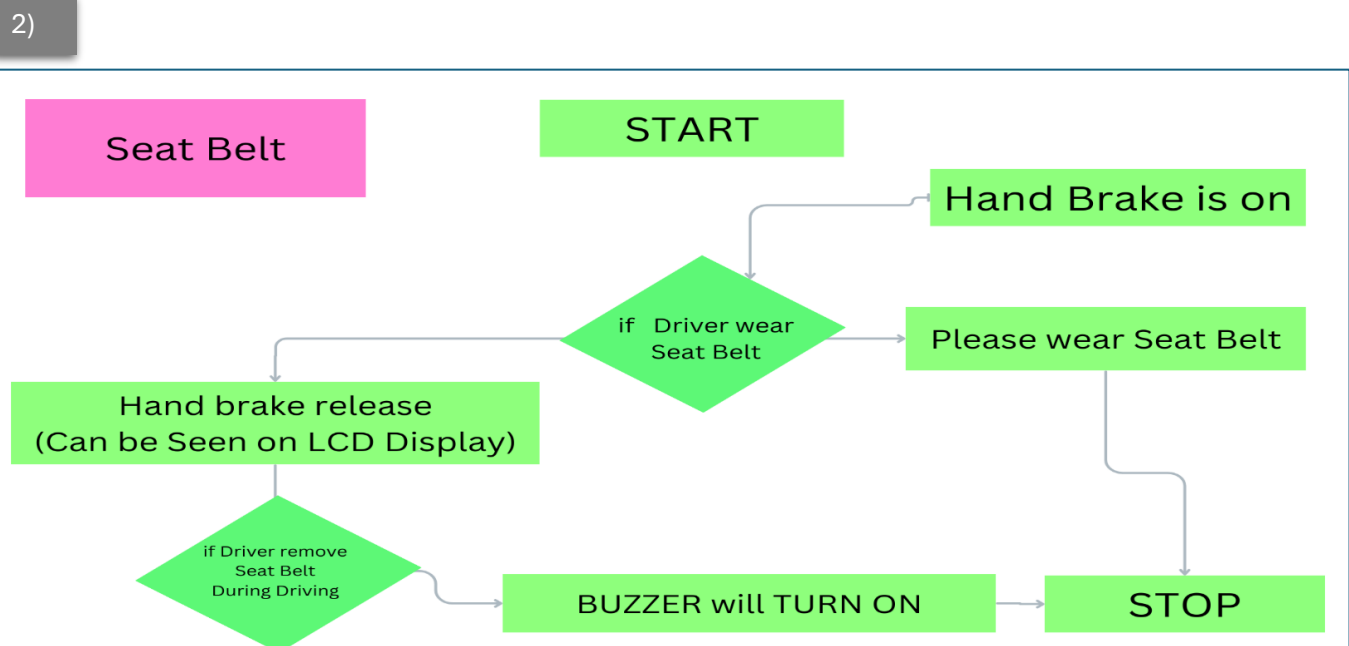 2)
Seat Belt
START
Hand Brake is on
if Driver wear
Seat Belt
Please wear Seat Belt
Hand brake release
(Can be Seen on LCD Display)
if Driver remove
Seat Belt
During Driving
BUZZER will TURN ON
STOP